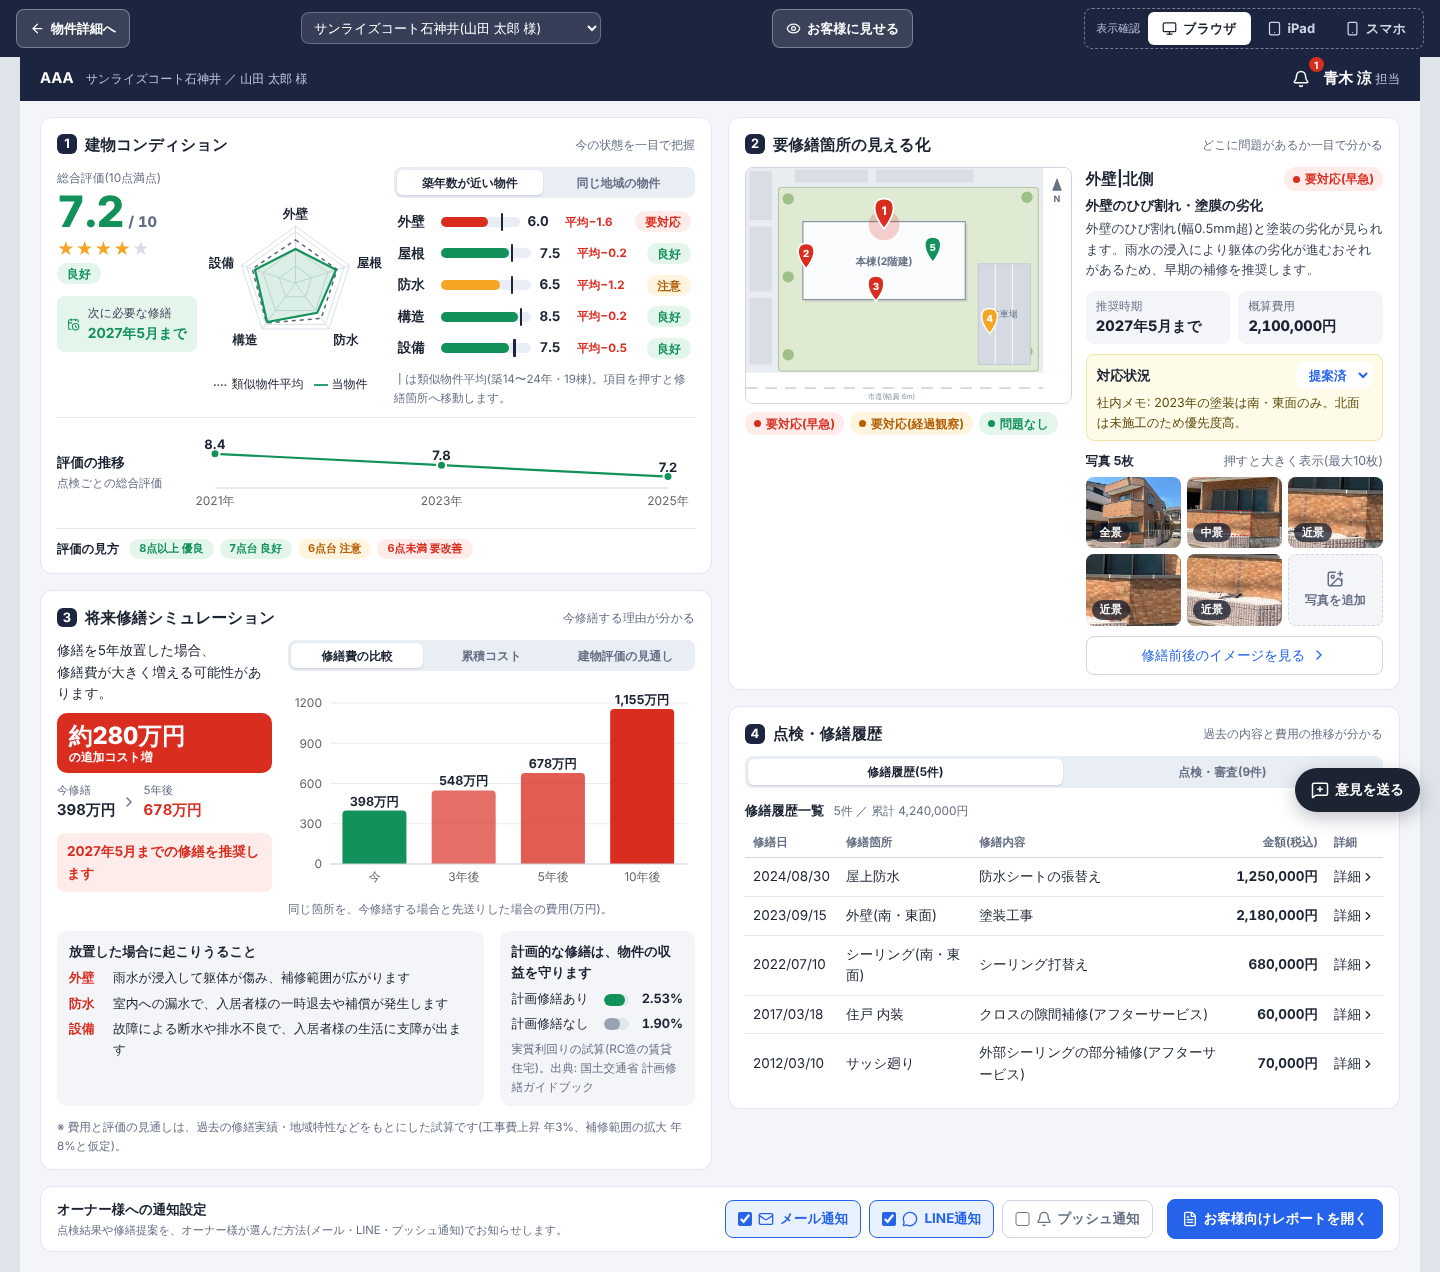 物件詳細へ
サンライズコート石神井(山田 太郎 様)
お客様に見せる
表示確認
ブラウザ
iPad
スマホ
AAA サンライズコート石神井 ／ 山田 太郎 様
1
青木 涼 担当
1 建物コンディション
今の状態を一目で把握
総合評価(10点満点)
7.2 / 10
★★★★★
良好
次に必要な修繕
2027年5月まで
外壁
屋根
防水
構造
設備
類似物件平均
当物件
築年数が近い物件
同じ地域の物件
外壁 6.0 平均−1.6 要対応
屋根 7.5 平均−0.2 良好
防水 6.5 平均−1.2 注意
構造 8.5 平均−0.2 良好
設備 7.5 平均−0.5 良好
｜は類似物件平均(築14〜24年・19棟)。項目を押すと修
繕箇所へ移動します。
評価の推移
点検ごとの総合評価
8.4
7.8
7.2
2021年
2023年
2025年
評価の見方
8点以上 優良
7点台 良好
6点台 注意
6点未満 要改善
2 要修繕箇所の見える化
どこに問題があるか一目で分かる
N
1
2
3
4
5
本棟(2階建)
車場
市道(幅員 6m)
要対応(早急)
要対応(経過観察)
問題なし
外壁|北側
要対応(早急)
外壁のひび割れ・塗膜の劣化
外壁のひび割れ(幅0.5mm超)と塗装の劣化が見られ
ます。雨水の浸入により躯体の劣化が進むおそれ
があるため、早期の補修を推奨します。
推奨時期
2027年5月まで
概算費用
2,100,000円
対応状況
提案済
社内メモ: 2023年の塗装は南・東面のみ。北面
は未施工のため優先度高。
写真 5枚
押すと大きく表示(最大10枚)
全景
中景
近景
近景
近景
写真を追加
修繕前後のイメージを見る
3 将来修繕シミュレーション
今修繕する理由が分かる
修繕を5年放置した場合、
修繕費が大きく増える可能性があ
ります。
約280万円
の追加コスト増
今修繕
398万円
5年後
678万円
2027年5月までの修繕を推奨し
ます
修繕費の比較
累積コスト
建物評価の見通し
1200
900
600
300
0
398万円
548万円
678万円
1,155万円
今
3年後
5年後
10年後
同じ箇所を、今修繕する場合と先送りした場合の費用(万円)。
放置した場合に起こりうること
外壁 雨水が浸入して躯体が傷み、補修範囲が広がります
防水 室内への漏水で、入居者様の一時退去や補償が発生します
設備 故障による断水や排水不良で、入居者様の生活に支障が出ま
す
計画的な修繕は、物件の収
益を守ります
計画修繕あり 2.53%
計画修繕なし 1.90%
実質利回りの試算(RC造の賃貸
住宅)。出典: 国土交通省 計画修
繕ガイドブック
※ 費用と評価の見通しは、過去の修繕実績・地域特性などをもとにした試算です(工事費上昇 年3%、補修範囲の拡大 年
8%と仮定)。
4 点検・修繕履歴
過去の内容と費用の推移が分かる
修繕履歴(5件)
点検・審査(9件)
意見を送る
修繕履歴一覧 5件 ／ 累計 4,240,000円
修繕日 修繕箇所 修繕内容 金額(税込) 詳細
2024/08/30 屋上防水 防水シートの張替え 1,250,000円 詳細
2023/09/15 外壁(南・東面) 塗装工事 2,180,000円 詳細
2022/07/10 シーリング(南・東
面) シーリング打替え 680,000円 詳細
2017/03/18 住戸 内装 クロスの隙間補修(アフターサービス) 60,000円 詳細
2012/03/10 サッシ廻り 外部シーリングの部分補修(アフターサ
ービス) 70,000円 詳細
オーナー様への通知設定
点検結果や修繕提案を、オーナー様が選んだ方法(メール・LINE・プッシュ通知)でお知らせします。
メール通知
LINE通知
プッシュ通知
お客様向けレポートを開く